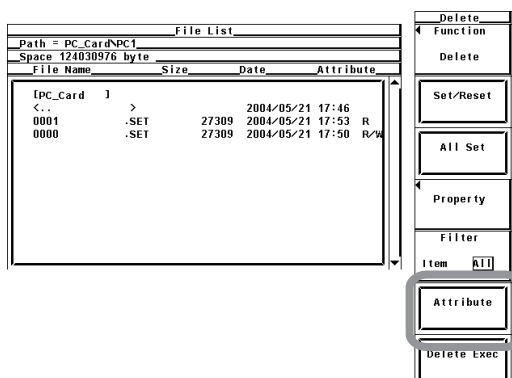 File List
Path = PC_Card\PC1
Space 124030976 byte
File Name Size Date Attribute
[PC_Card ]
<.. > 2004/05/21 17:46
0001 .SET 27309 2004/05/21 17:53 R
0000 .SET 27309 2004/05/21 17:50 R/W
Delete
Function
Delete
Set/Reset
All Set
Property
Filter
Item All
Attribute
Delete Exec